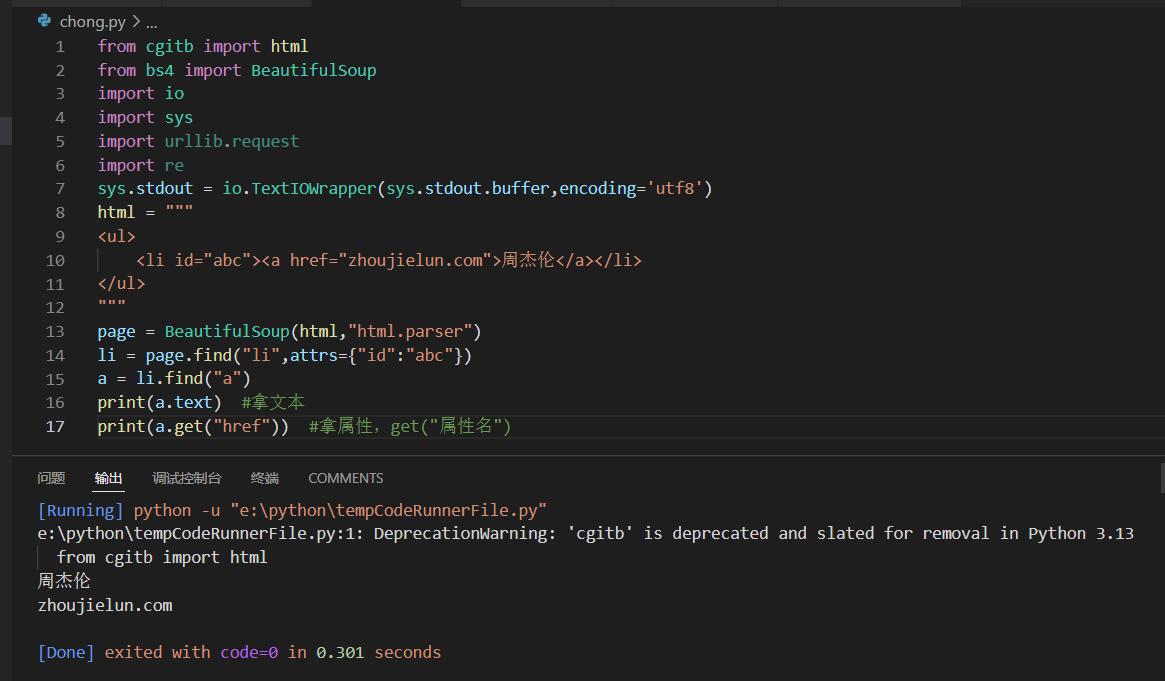 chong.py > ...
1 from cgitb import html
2 from bs4 import BeautifulSoup
3 import io
4 import sys
5 import urllib.request
6 import re
7 sys.stdout = io.TextIOWrapper(sys.stdout.buffer,encoding='utf8')
8 html = """
9 <ul>
10     <li id="abc"><a href="zhoujielun.com">周杰伦</a></li>
11 </ul>
12 """
13 page = BeautifulSoup(html,"html.parser")
14 li = page.find("li",attrs={"id":"abc"})
15 a = li.find("a")
16 print(a.text)  #拿文本
17 print(a.get("href"))  #拿属性，get("属性名")
问题 输出 调试控制台 终端 COMMENTS
[Running] python -u "e:\python\tempCodeRunnerFile.py"
e:\python\tempCodeRunnerFile.py:1: DeprecationWarning: 'cgitb' is deprecated and slated for removal in Python 3.13
  from cgitb import html
周杰伦
zhoujielun.com
[Done] exited with code=0 in 0.301 seconds